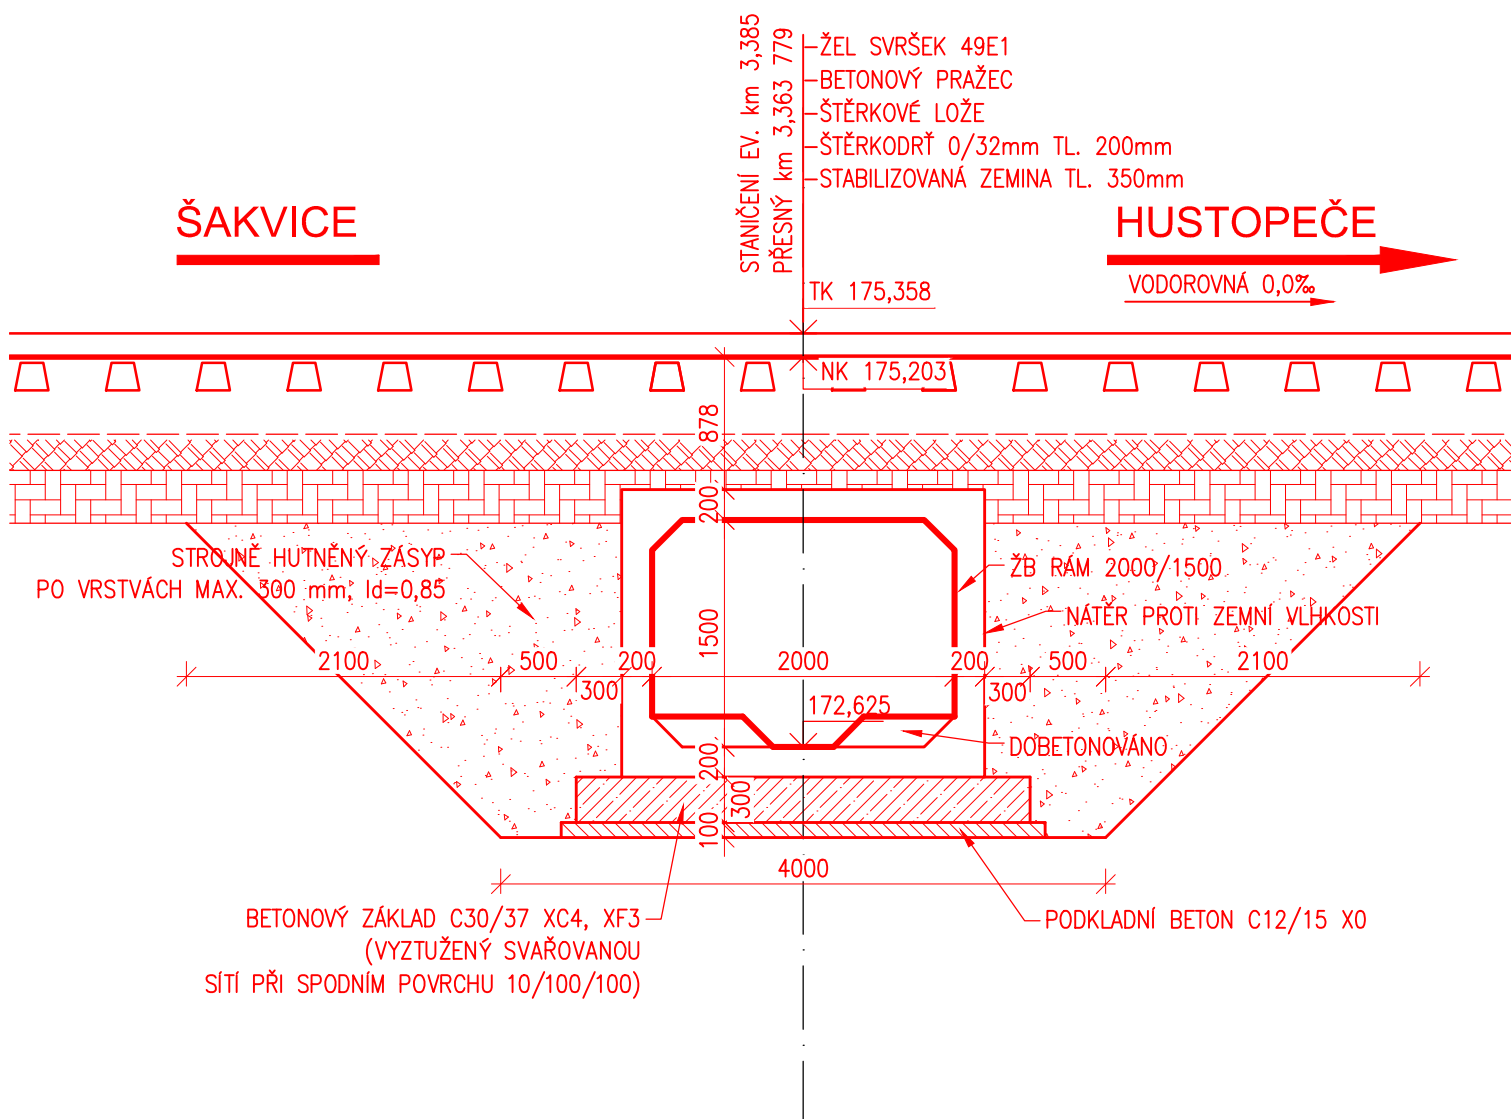 STANIČENÍ EV. km 3,385
PŘESNÝ km 3,363 779
ŽEL SVRŠEK 49E1
BETONOVÝ PRAŽEC
ŠTĚRKOVÉ LOŽE
ŠTĚRKODRŤ 0/32mm TL. 200mm
STABILIZOVANÁ ZEMINA TL. 350mm
ŠAKVICE
HUSTOPEČE
VODOROVNÁ 0,0‰
TK 175,358
NK 175,203
878
200
STROJNĚ HUTNĚNÝ ZÁSYP
PO VRSTVÁCH MAX. 300 mm, Id=0,85
ŽB RÁM 2000/1500
NÁTĚR PROTI ZEMNÍ VLHKOSTI
1500
2100
500
200
2000
200
500
2100
300
300
172,625
DOBETONOVÁNO
200
300
100
4000
BETONOVÝ ZÁKLAD C30/37 XC4, XF3
(VYZTUŽENÝ SVAŘOVANOU
SÍTÍ PŘI SPODNÍM POVRCHU 10/100/100)
PODKLADNÍ BETON C12/15 X0